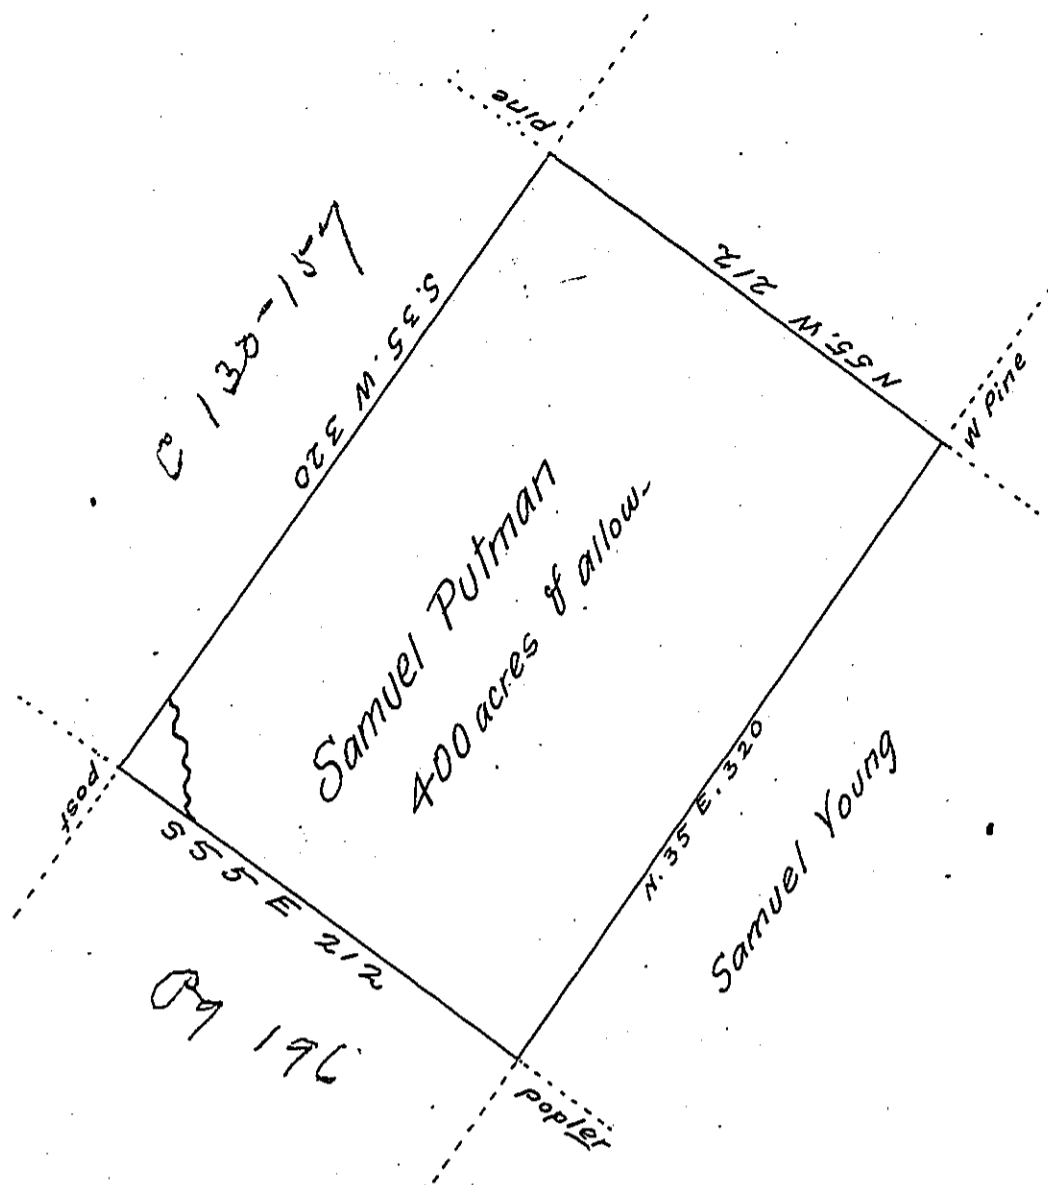 pine
C 130-157
S. 35. W 320
N 55. W 212
W Pine
Samuel Putman
400 acres & allow.
post
S 55 E 212
N. 35 E. 320
Samuel Young
196
popler